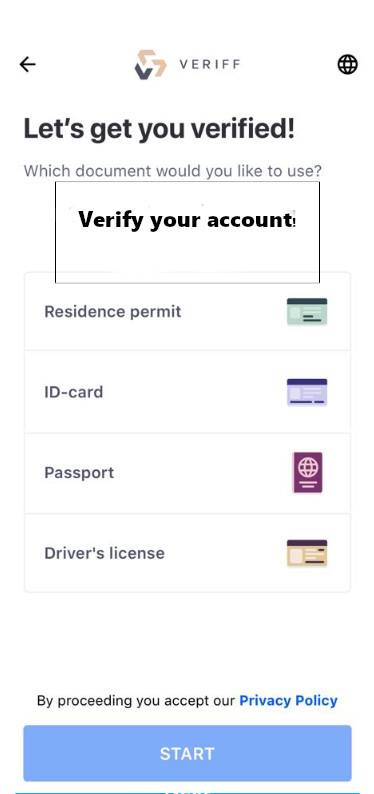 VERIFF
Let's get you verified!
Which document would you like to use?
Verify your account!
Residence permit
ID-card
Passport
Driver's license
By proceeding you accept our Privacy Policy
START